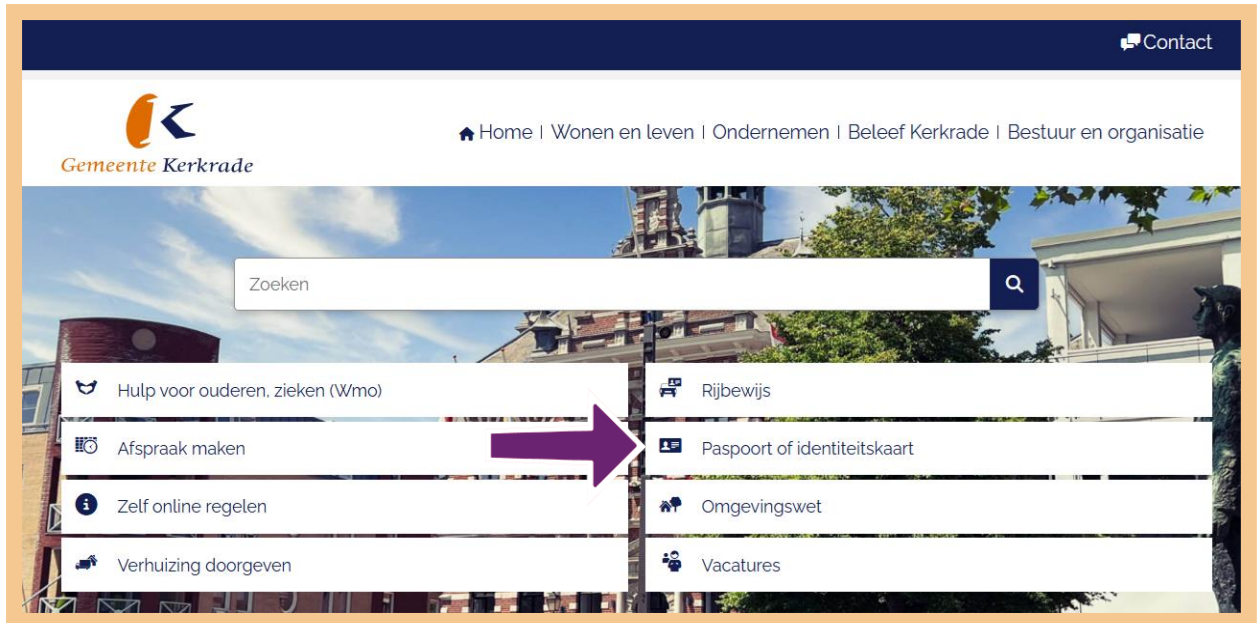 Contact
Gemeente Kerkrade
Home | Wonen en leven | Ondernemen | Beleef Kerkrade | Bestuur en organisatie
Zoeken
Hulp voor ouderen, zieken (Wmo)
Rijbewijs
Afspraak maken
Paspoort of identiteitskaart
Zelf online regelen
Omgevingswet
Verhuizing doorgeven
Vacatures